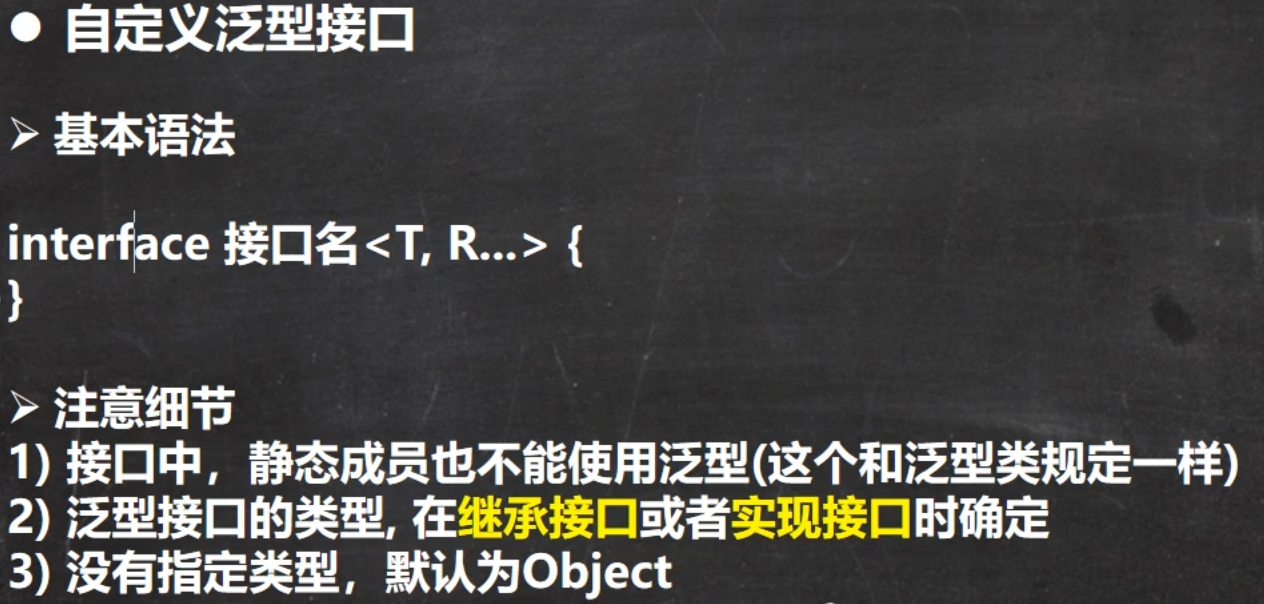 ● 自定义泛型接口
➢ 基本语法
interface 接口名<T, R...> {
}
➢ 注意细节
1) 接口中，静态成员也不能使用泛型(这个和泛型类规定一样)
2) 泛型接口的类型, 在继承接口或者实现接口时确定
3) 没有指定类型，默认为Object